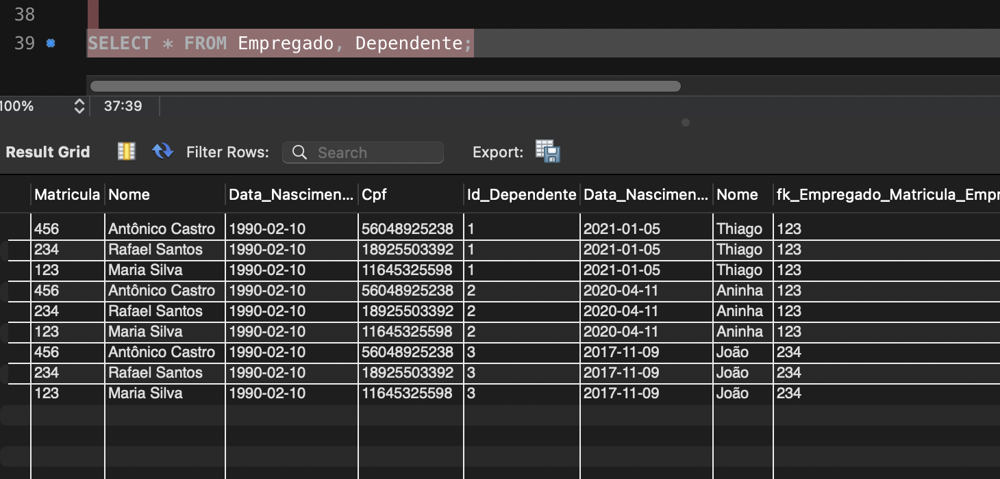 38
39 SELECT * FROM Empregado, Dependente;
100% 37:39
Result Grid Filter Rows: Search Export:
Matricula Nome Data_Nascimen... Cpf Id_Dependente Data_Nascimen... Nome fk_Empregado_Matricula_Empr
456 Antônico Castro 1990-02-10 56048925238 1 2021-01-05 Thiago 123
234 Rafael Santos 1990-02-10 18925503392 1 2021-01-05 Thiago 123
123 Maria Silva 1990-02-10 11645325598 1 2021-01-05 Thiago 123
456 Antônico Castro 1990-02-10 56048925238 2 2020-04-11 Aninha 123
234 Rafael Santos 1990-02-10 18925503392 2 2020-04-11 Aninha 123
123 Maria Silva 1990-02-10 11645325598 2 2020-04-11 Aninha 123
456 Antônico Castro 1990-02-10 56048925238 3 2017-11-09 João 234
234 Rafael Santos 1990-02-10 18925503392 3 2017-11-09 João 234
123 Maria Silva 1990-02-10 11645325598 3 2017-11-09 João 234